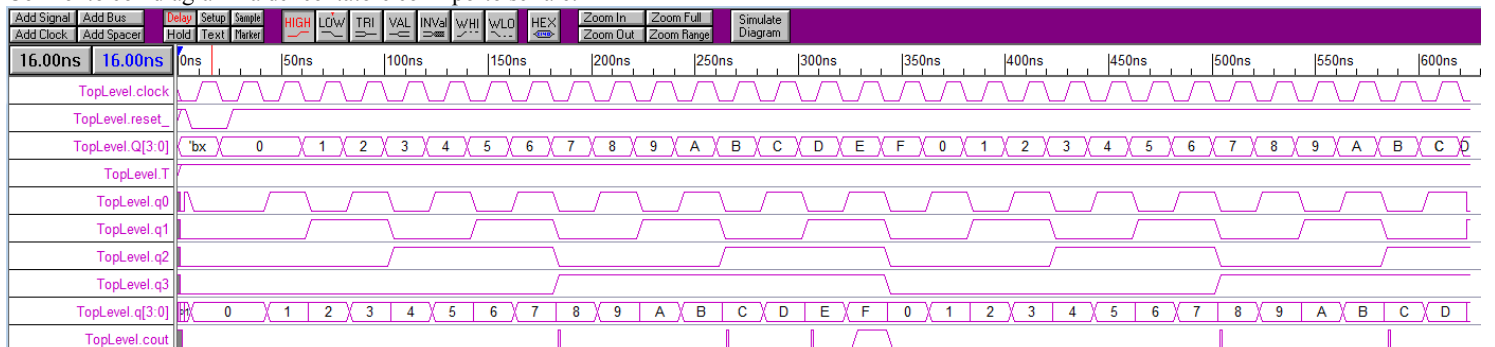 Add Signal Add Bus Delay Setup Sample HIGH LOW TRI VAL INVal WHI WLO HEX Zoom In Zoom Full Simulate
Add Clock Add Spacer Hold Text Marker Zoom Out Zoom Range Diagram
16.00ns 16.00ns 0ns 50ns 100ns 150ns 200ns 250ns 300ns 350ns 400ns 450ns 500ns 550ns 600ns
TopLevel.clock
TopLevel.reset_
TopLevel.Q[3:0] 'bx 0 1 2 3 4 5 6 7 8 9 A B C D E F 0 1 2 3 4 5 6 7 8 9 A B C D
TopLevel.T
TopLevel.q0
TopLevel.q1
TopLevel.q2
TopLevel.q3
TopLevel.q[3:0] 0 1 2 3 4 5 6 7 8 9 A B C D E F 0 1 2 3 4 5 6 7 8 9 A B C D
TopLevel.cout